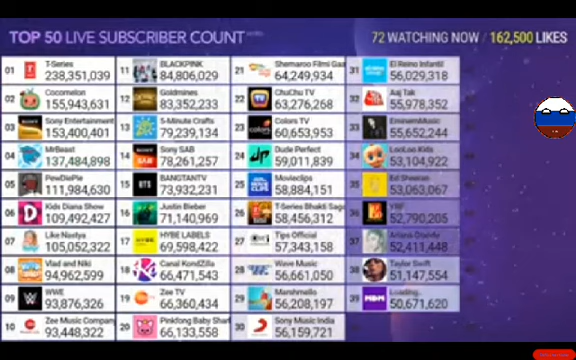 TOP 50 LIVE SUBSCRIBER COUNT
72 WATCHING NOW / 162,500 LIKES
01 T-Series
238,351,039
02 Cocomelon
155,943,631
03 Sony Entertainment
153,400,401
04 MrBeast
137,484,898
05 PewDiePie
111,984,630
06 Kids Diana Show
109,492,427
07 Like Nastya
105,052,322
08 Vlad and Niki
94,962,599
09 WWE
93,876,326
10 Zee Music Company
93,448,322
11 BLACKPINK
84,806,029
12 Goldmines
83,352,233
13 5-Minute Crafts
79,239,134
14 Sony SAB
78,261,257
15 BANGTANTV
73,932,231
16 Justin Bieber
71,140,969
17 HYBE LABELS
69,598,422
18 Canal KondZilla
66,471,543
19 Zee TV
66,360,434
20 Pinkfong Baby Shark
66,133,558
21 Shemaroo Filmi Gaa
64,249,934
22 ChuChu TV
63,276,268
23 Colors TV
60,653,953
24 Dude Perfect
59,011,839
25 Movieclips
58,884,151
26 T-Series Bhakti Saga
58,456,312
27 Tips Official
57,343,158
28 Wave Music
56,661,050
29 Marshmello
56,208,197
30 Sony Music India
56,159,721
31 El Reino Infantil
56,029,318
32 Aaj Tak
55,978,352
33 EminemMusic
55,652,244
34 LooLoo Kids
53,104,922
35 Ed Sheeran
53,063,067
36 YRF
52,790,205
37 Ariana Grande
52,411,448
38 Taylor Swift
51,147,554
39 Loading...
50,671,620